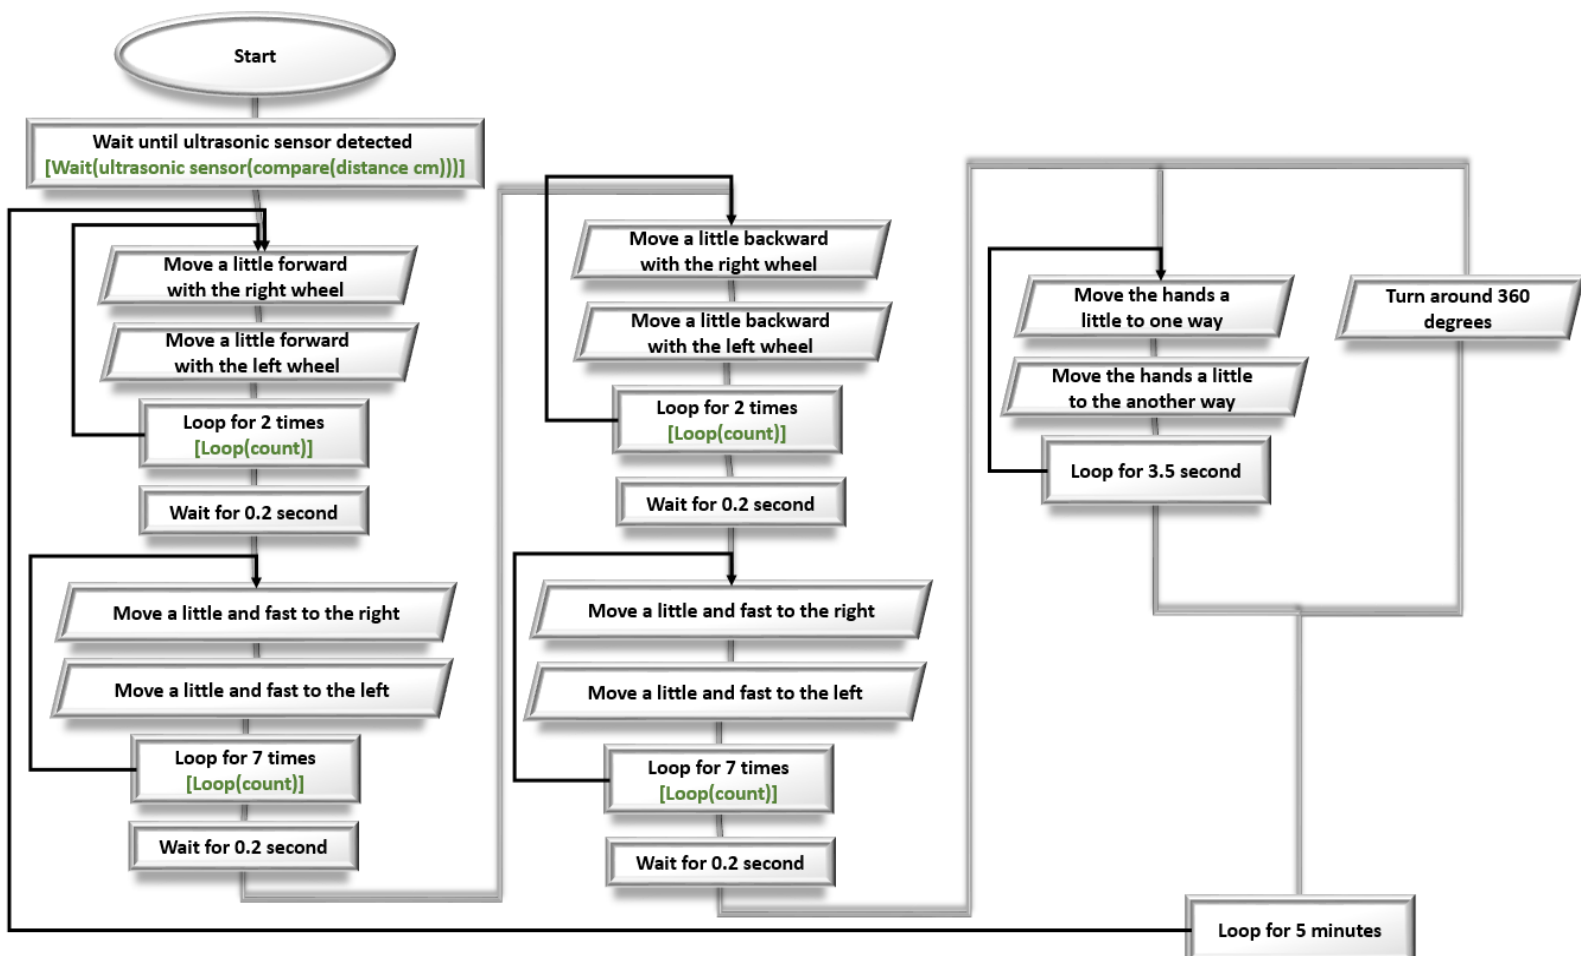 Start
Wait until ultrasonic sensor detected
[Wait(ultrasonic sensor(compare(distance cm)))]
Move a little forward
with the right wheel
Move a little forward
with the left wheel
Loop for 2 times
[Loop(count)]
Wait for 0.2 second
Move a little and fast to the right
Move a little and fast to the left
Loop for 7 times
[Loop(count)]
Wait for 0.2 second
Move a little backward
with the right wheel
Move a little backward
with the left wheel
Loop for 2 times
[Loop(count)]
Wait for 0.2 second
Move a little and fast to the right
Move a little and fast to the left
Loop for 7 times
[Loop(count)]
Wait for 0.2 second
Move the hands a
little to one way
Move the hands a little
to the another way
Loop for 3.5 second
Turn around 360
degrees
Loop for 5 minutes